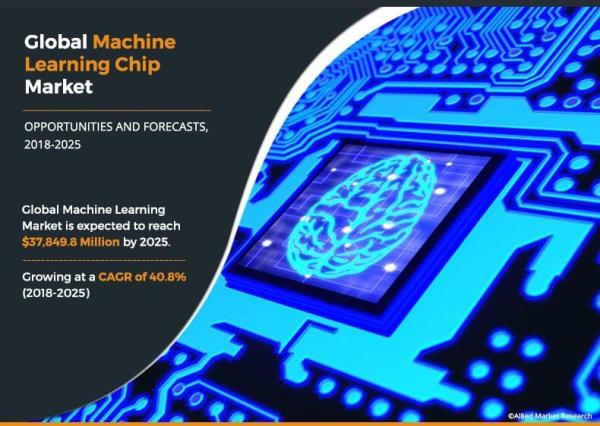 Global Machine
Learning Chip
Market
OPPORTUNITIES AND FORECASTS,
2018-2025
Global Machine Learning
Market is expected to reach
$37,849.8 Million by 2025.
Growing at a CAGR of 40.8%
(2018-2025)
©Allied Market Research